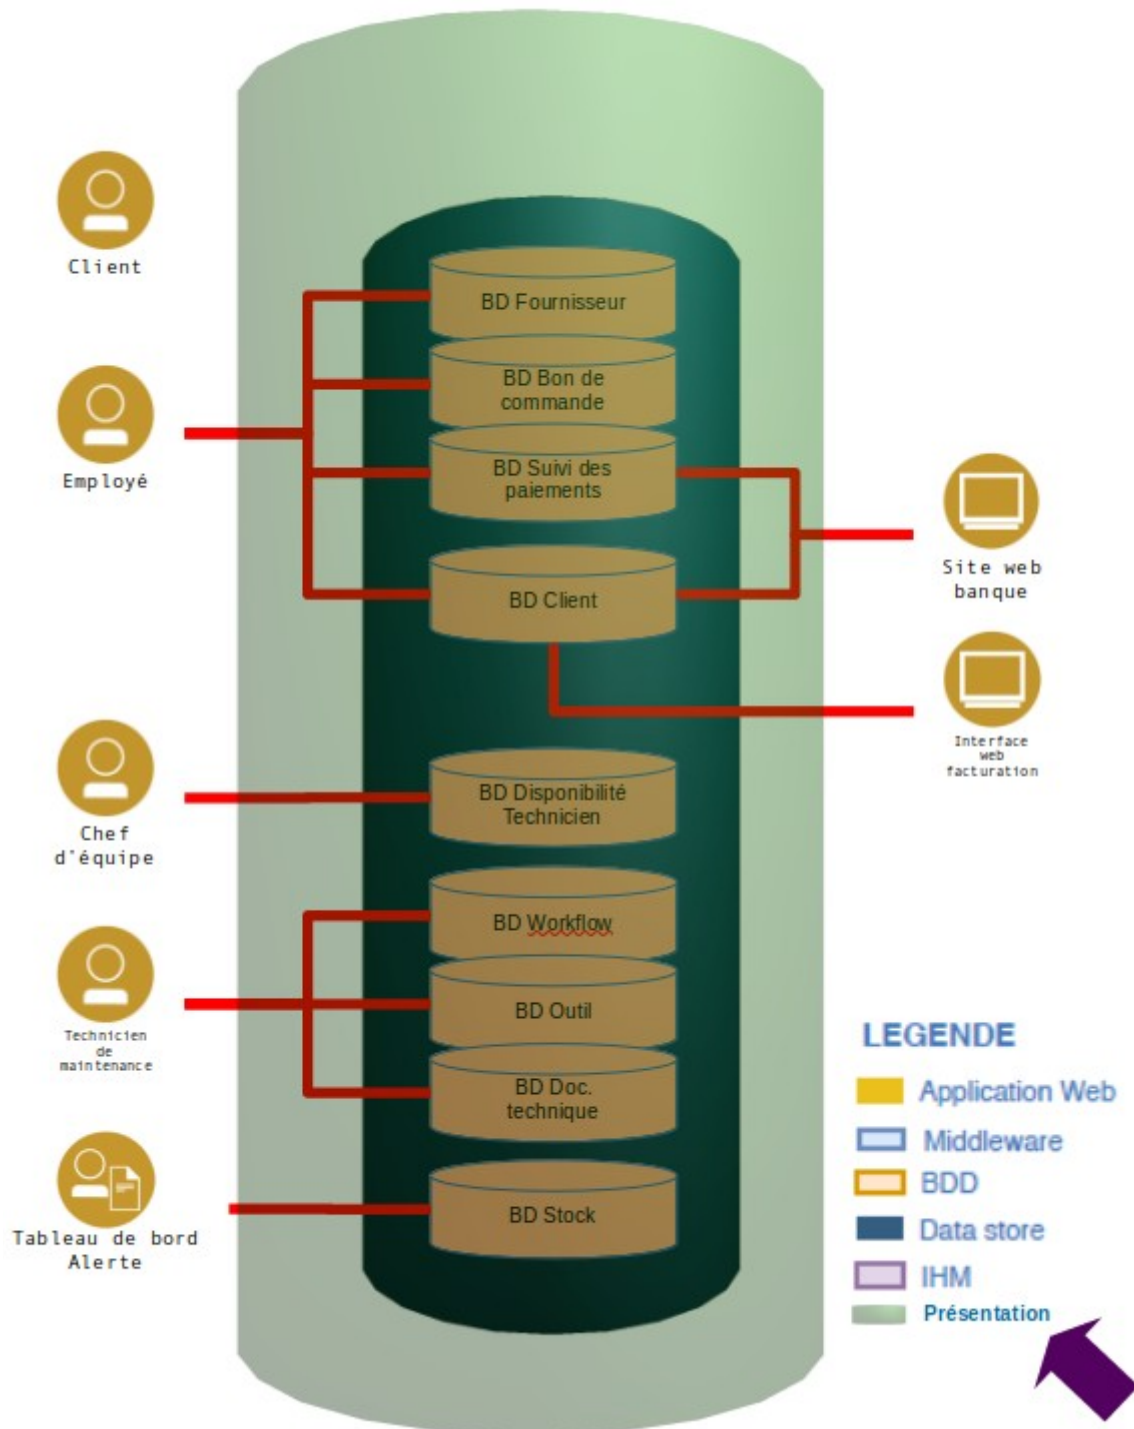 Client
Employé
Chef
d'équipe
Technicien
de
maintenance
Tableau de bord
Alerte
BD Fournisseur
BD Bon de
commande
BD Suivi des
paiements
BD Client
BD Disponibilité
Technicien
BD Workflow
BD Outil
BD Doc.
technique
BD Stock
Site web
banque
Interface
web
facturation
LEGENDE
Application Web
Middleware
BDD
Data store
IHM
Présentation